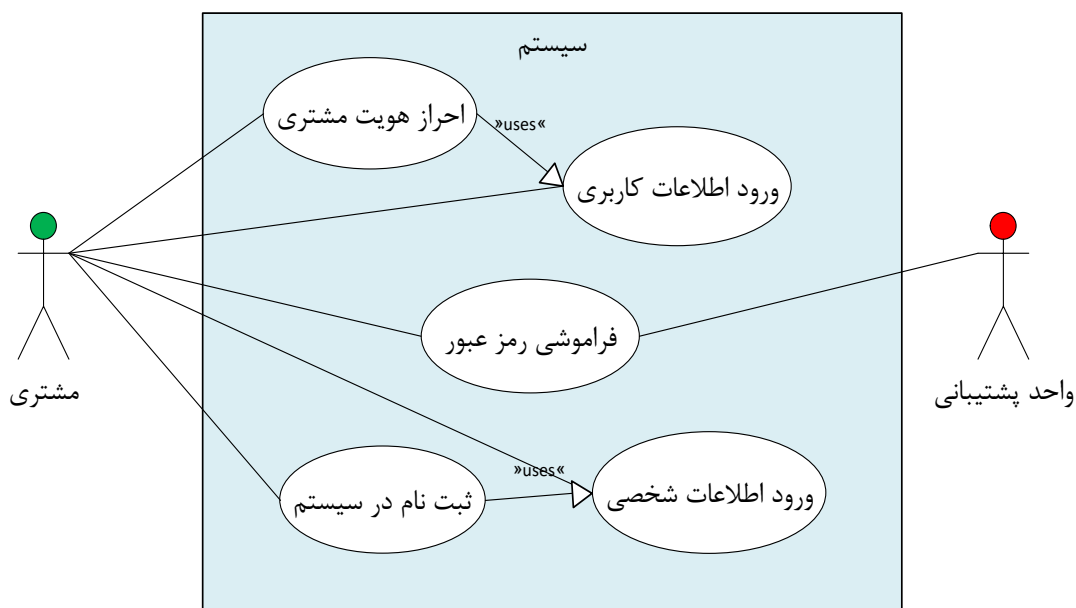 سیستم
احراز هویت مشتری
»uses«
ورود اطلاعات کاربری
فراموشی رمز عبور
مشتری
واحد پشتیبانی
»uses«
ورود اطلاعات شخصی
ثبت نام در سیستم